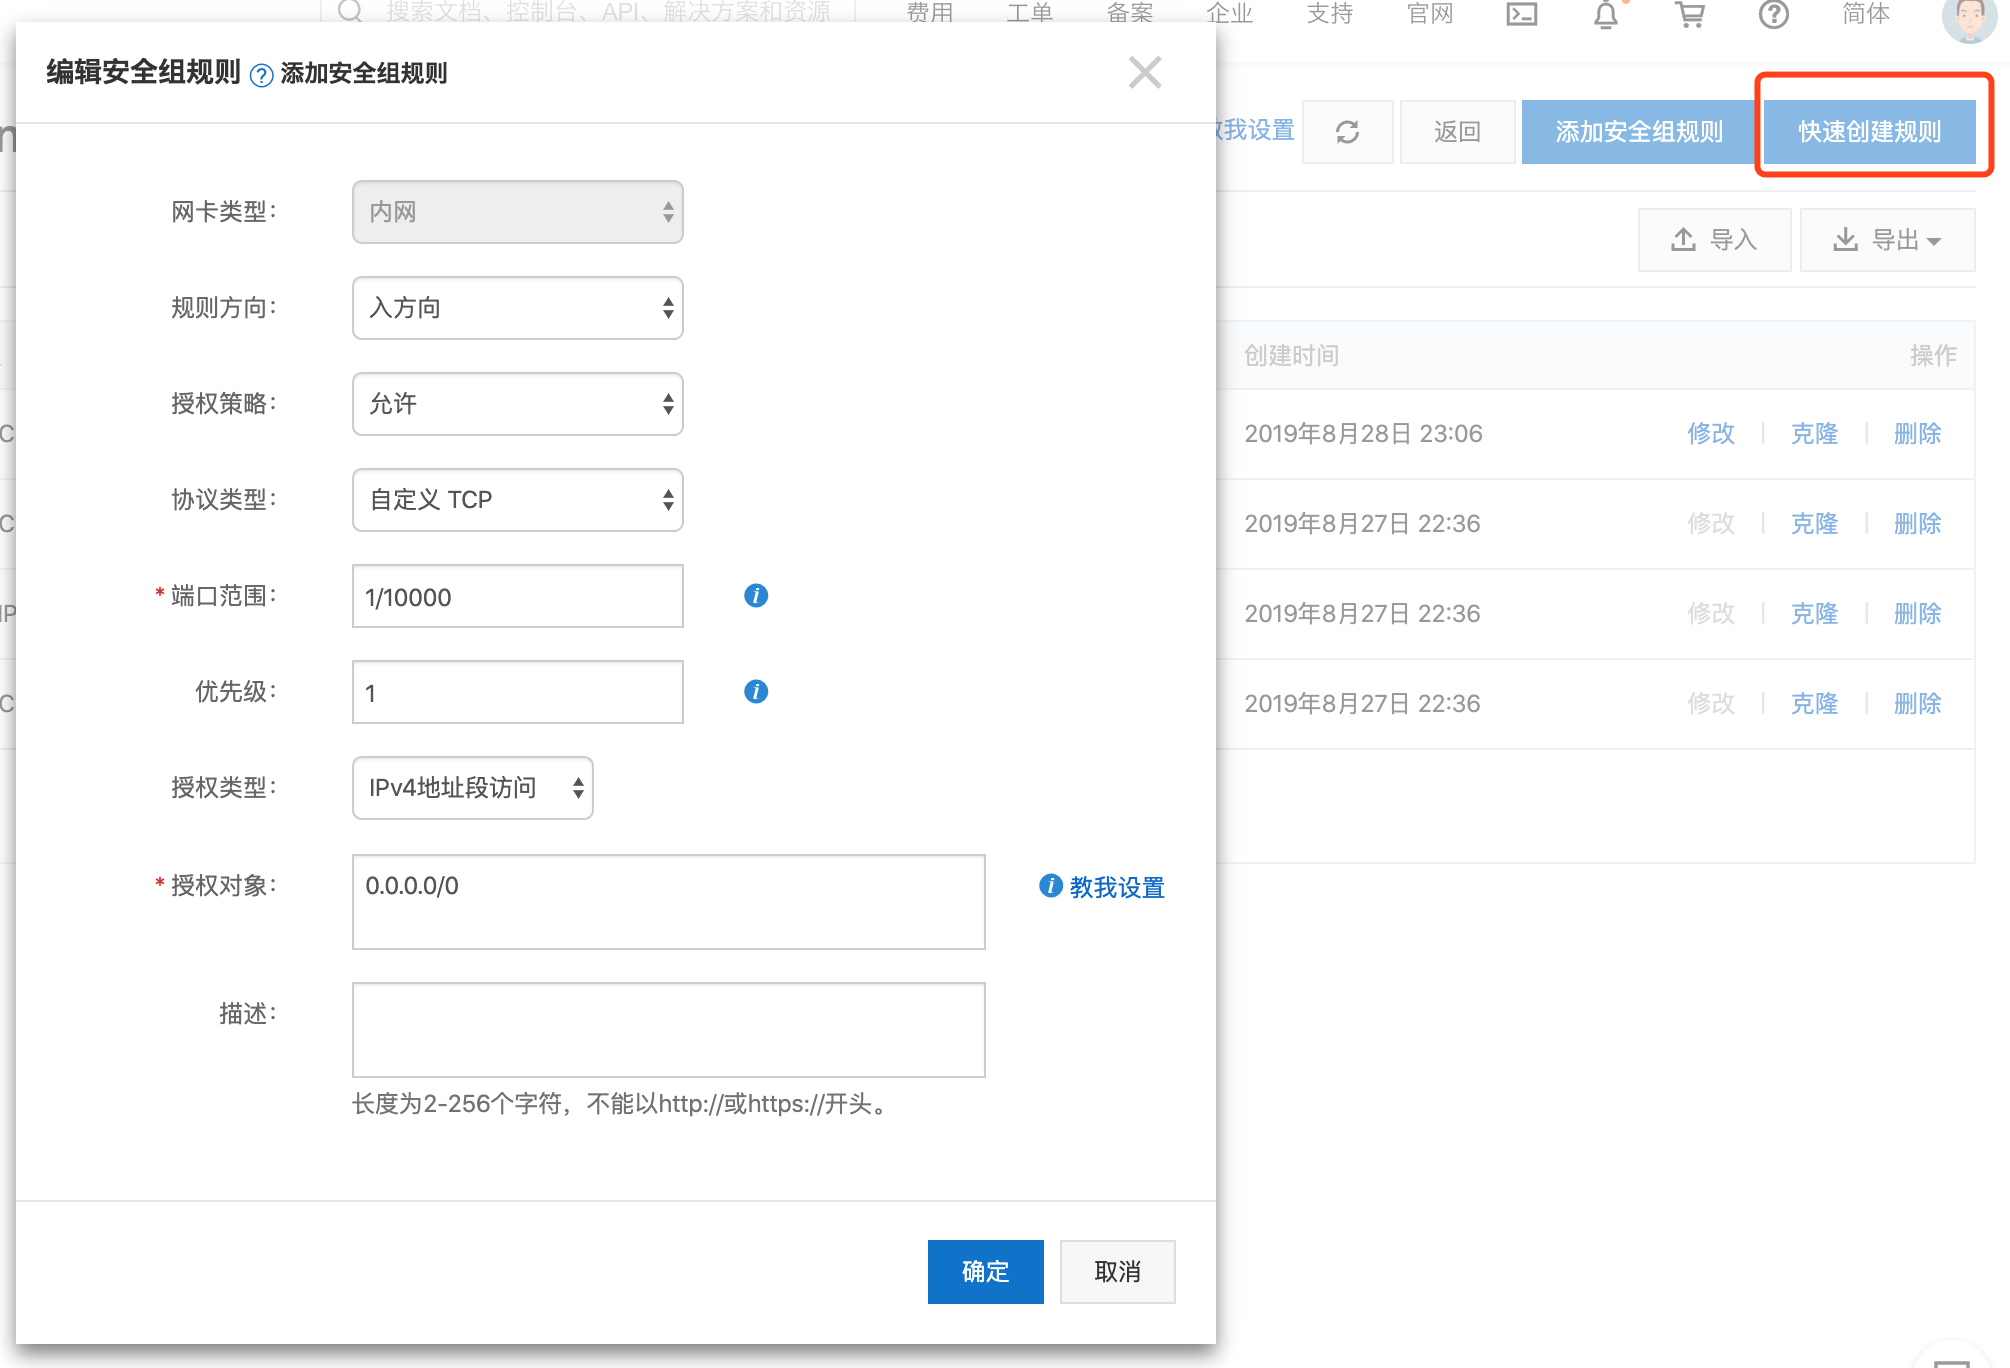 搜索文档、控制台、API、解决方案和资源
费用 工单 备案 企业 支持 官网 简体
编辑安全组规则 ? 添加安全组规则
教我设置 返回 添加安全组规则 快速创建规则
导入 导出
网卡类型： 内网
规则方向： 入方向
授权策略： 允许
协议类型： 自定义 TCP
* 端口范围： 1/10000
优先级： 1
授权类型： IPv4地址段访问
* 授权对象： 0.0.0.0/0
教我设置
描述：
长度为2-256个字符，不能以http://或https://开头。
确定 取消
创建时间 操作
2019年8月28日 23:06 修改 | 克隆 | 删除
2019年8月27日 22:36 修改 | 克隆 | 删除
2019年8月27日 22:36 修改 | 克隆 | 删除
2019年8月27日 22:36 修改 | 克隆 | 删除